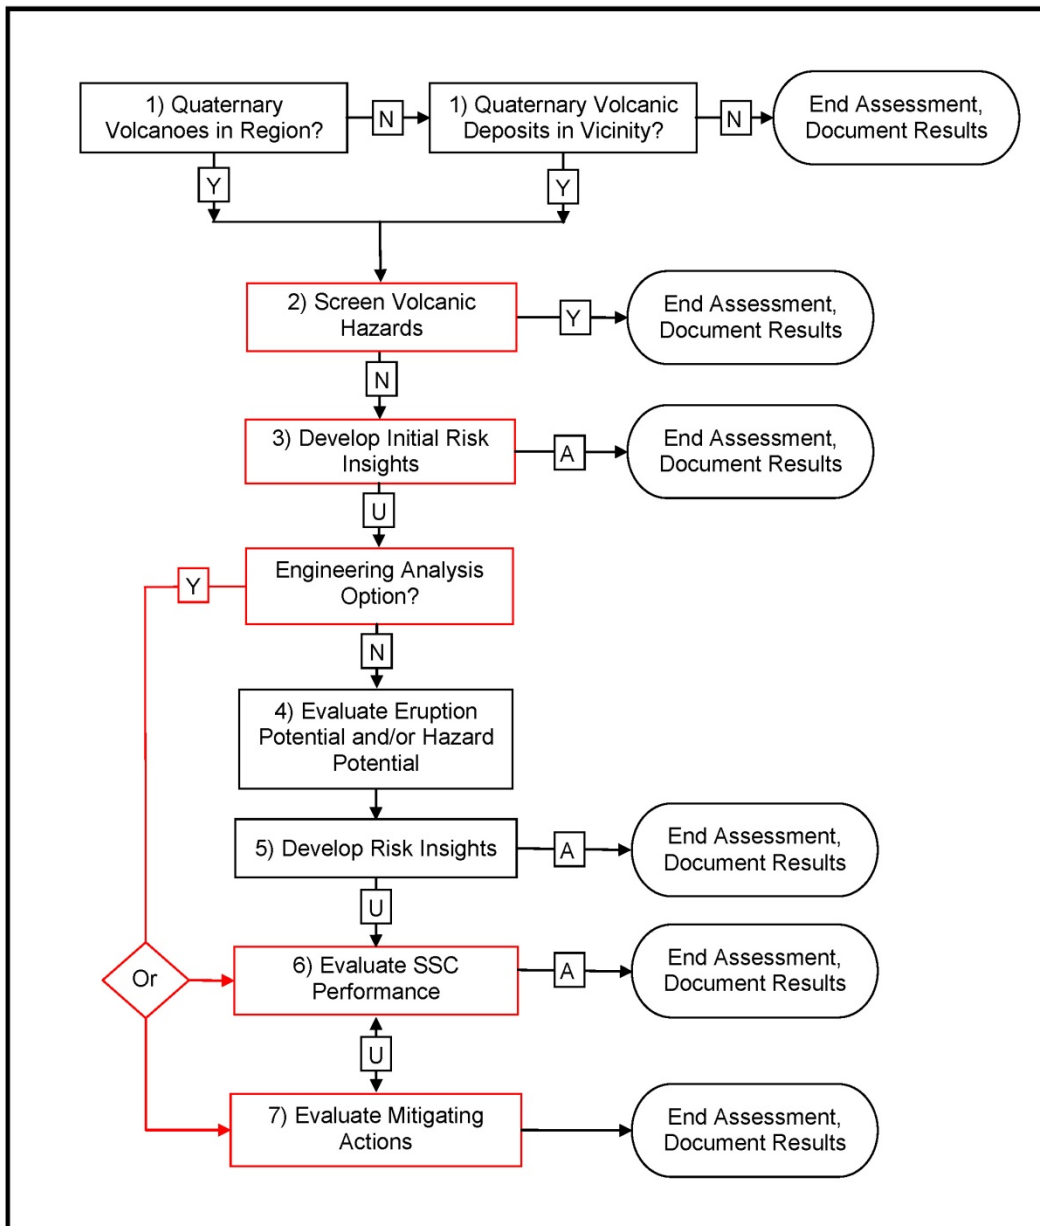 1) Quaternary
Volcanoes in Region?
N
1) Quaternary Volcanic
Deposits in Vicinity?
N
End Assessment,
Document Results
Y
Y
2) Screen Volcanic
Hazards
Y
End Assessment,
Document Results
N
3) Develop Initial Risk
Insights
A
End Assessment,
Document Results
U
Engineering Analysis
Option?
Y
N
4) Evaluate Eruption
Potential and/or Hazard
Potential
5) Develop Risk Insights
A
End Assessment,
Document Results
U
Or
6) Evaluate SSC
Performance
A
End Assessment,
Document Results
U
7) Evaluate Mitigating
Actions
End Assessment,
Document Results